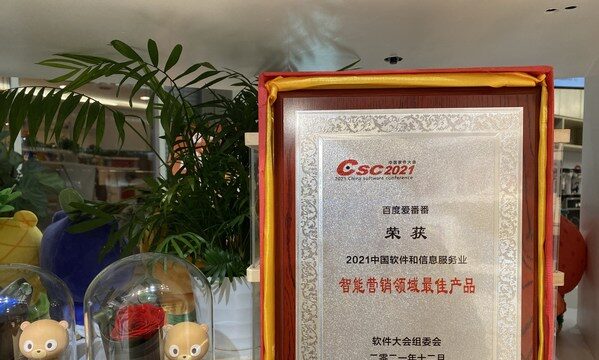 CSC2021
中国软件大会
2021 China software conference
百度爱番番
荣获
2021中国软件和信息服务业
智能营销领域最佳产品
软件大会组委会
二零二一年十二月